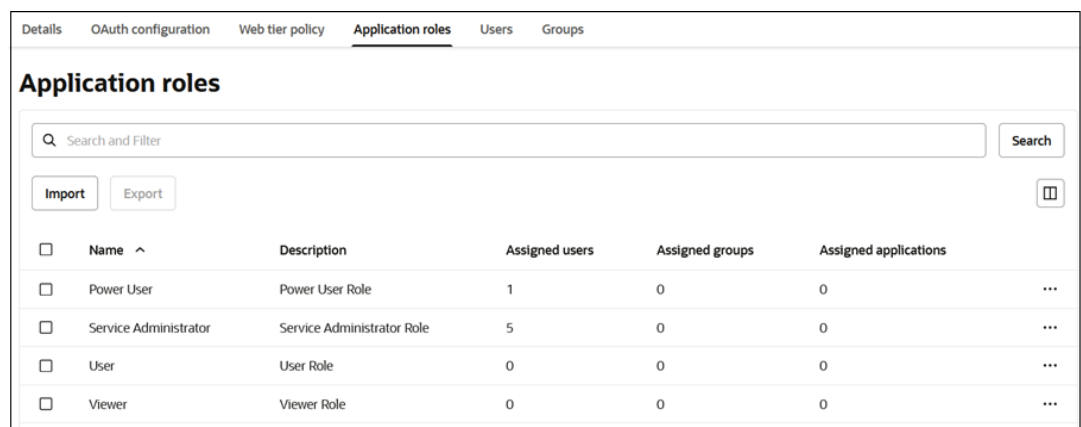 Details OAuth configuration Web tier policy Application roles Users Groups
Application roles
Search and Filter Search
Import Export
Name Description Assigned users Assigned groups Assigned applications
Power User Power User Role 1 0 0 ...
Service Administrator Service Administrator Role 5 0 0 ...
User User Role 0 0 0 ...
Viewer Viewer Role 0 0 0 ...